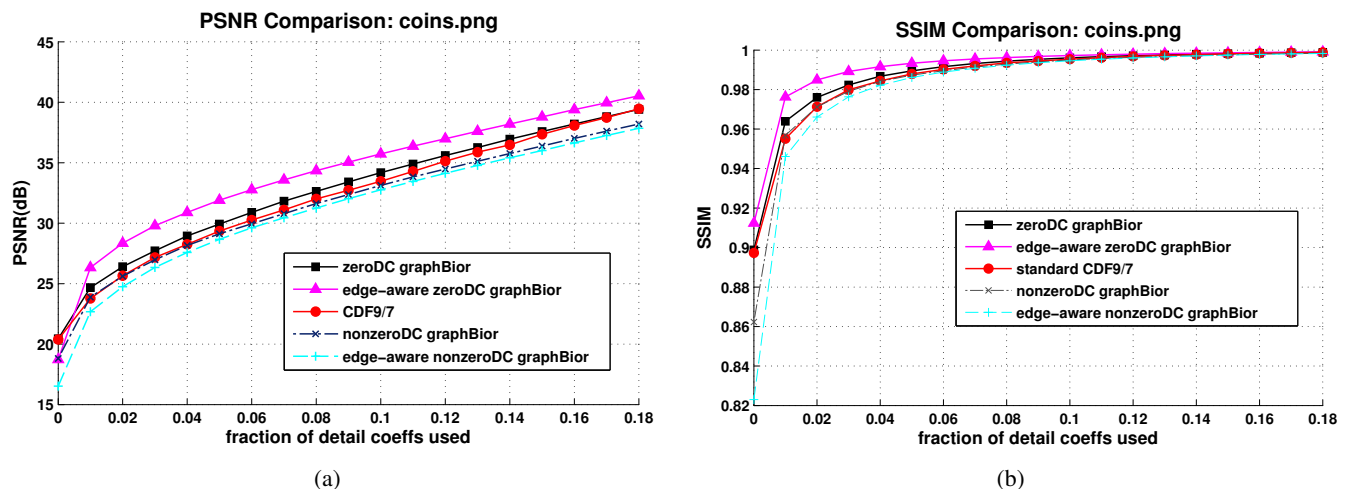 PSNR Comparison: coins.png
45
40
35
30
25
20
15
PSNR(dB)
zeroDC graphBior
edge−aware zeroDC graphBior
CDF9/7
nonzeroDC graphBior
edge−aware nonzeroDC graphBior
0 0.02 0.04 0.06 0.08 0.1 0.12 0.14 0.16 0.18
fraction of detail coeffs used
(a)
SSIM Comparison: coins.png
1
0.98
0.96
0.94
0.92
0.9
0.88
0.86
0.84
0.82
SSIM
zeroDC graphBior
edge−aware zeroDC graphBior
standard CDF9/7
nonzeroDC graphBior
edge−aware nonzeroDC graphBior
0 0.02 0.04 0.06 0.08 0.1 0.12 0.14 0.16 0.18
fraction of detail coeffs used
(b)